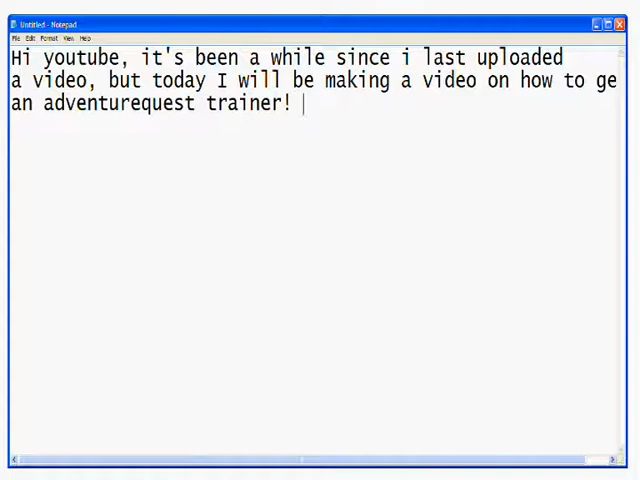 Untitled - Notepad
File Edit Format View Help
Hi youtube, it's been a while since i last uploaded
a video, but today I will be making a video on how to ge
an adventurequest trainer!